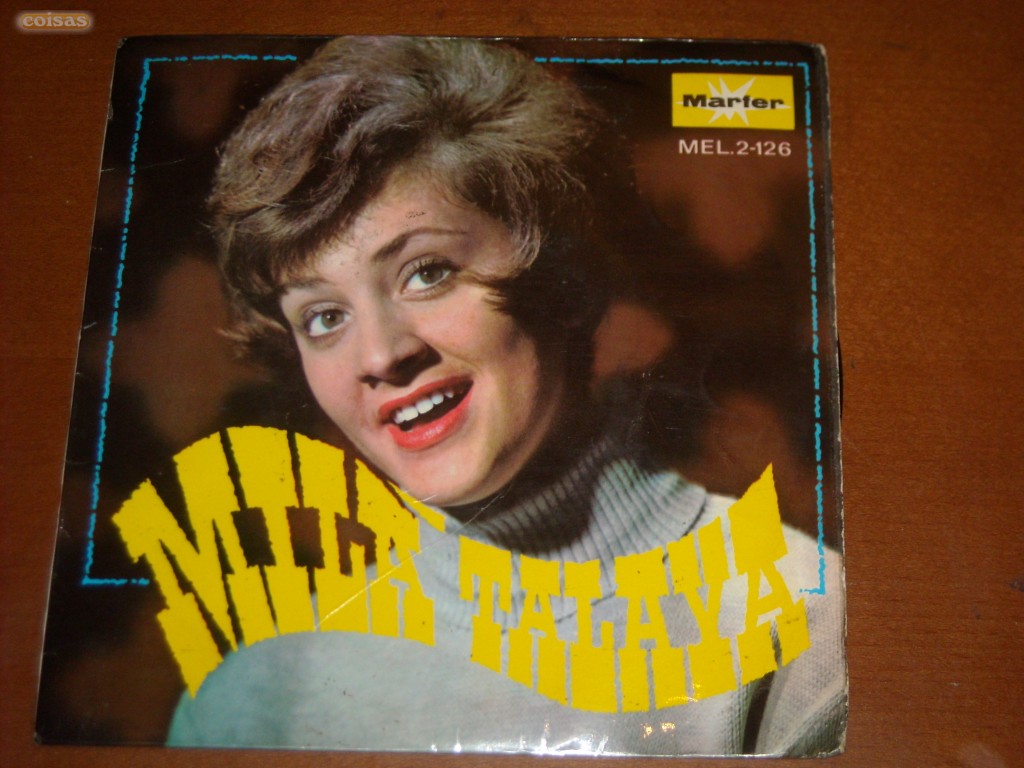 coisas
Marfer
MEL.2-126
MILA TALAYA